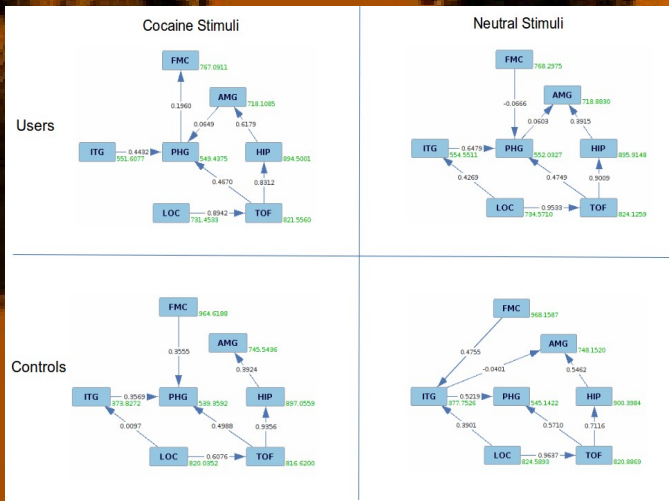 Cocaine Stimuli
Neutral Stimuli
Users
FMC
767.0911
0.1960
AMG
718.1085
0.0649
0.6179
ITG
551.6077
0.4432
PHG
549.4375
HIP
894.5001
0.4670
0.8312
LOC
731.4533
0.8942
TOF
821.5560
FMC
768.2975
-0.0666
AMG
718.8830
0.0603
0.3915
ITG
554.5511
0.6479
PHG
552.0327
HIP
895.9148
0.4269
0.4749
0.9009
LOC
734.5710
0.9533
TOF
824.1259
Controls
FMC
964.6188
0.3555
AMG
745.5436
0.3924
ITG
373.8272
0.3569
PHG
539.3592
HIP
897.0559
0.0097
0.4988
0.9356
LOC
820.0352
0.6076
TOF
816.6200
FMC
968.1587
0.4755
AMG
748.1520
-0.0401
0.5462
ITG
377.7526
0.5219
PHG
545.1422
HIP
900.3984
0.3901
0.5710
0.7116
LOC
824.5893
0.9637
TOF
820.8869